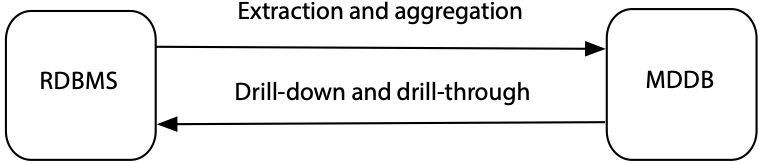 Extraction and aggregation
RDBMS
MDDB
Drill-down and drill-through